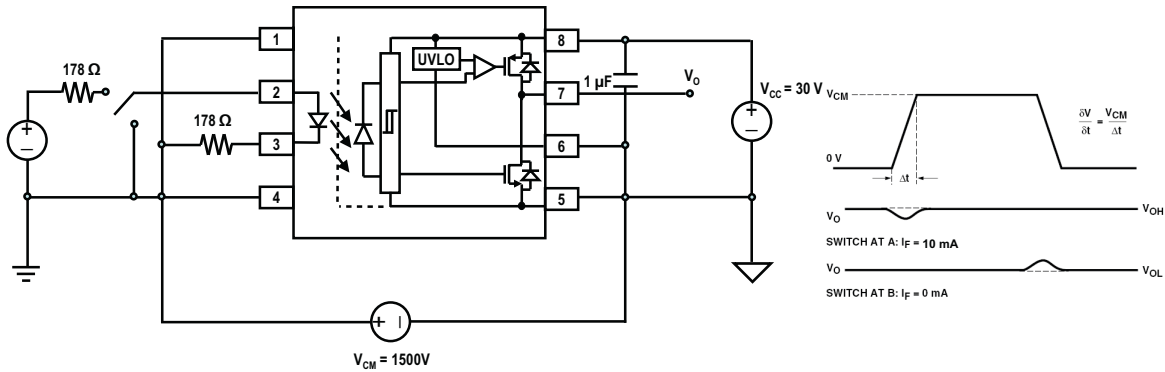 178 Ω
+
–
178 Ω
1
2
3
4
UVLO
8
7
6
5
1 µF
VO
+
–
VCC = 30 V
+ –
VCM = 1500V
VCM
0 V
Δt
δV/δt = VCM/Δt
VO
VOH
SWITCH AT A: IF = 10 mA
VO
VOL
SWITCH AT B: IF = 0 mA